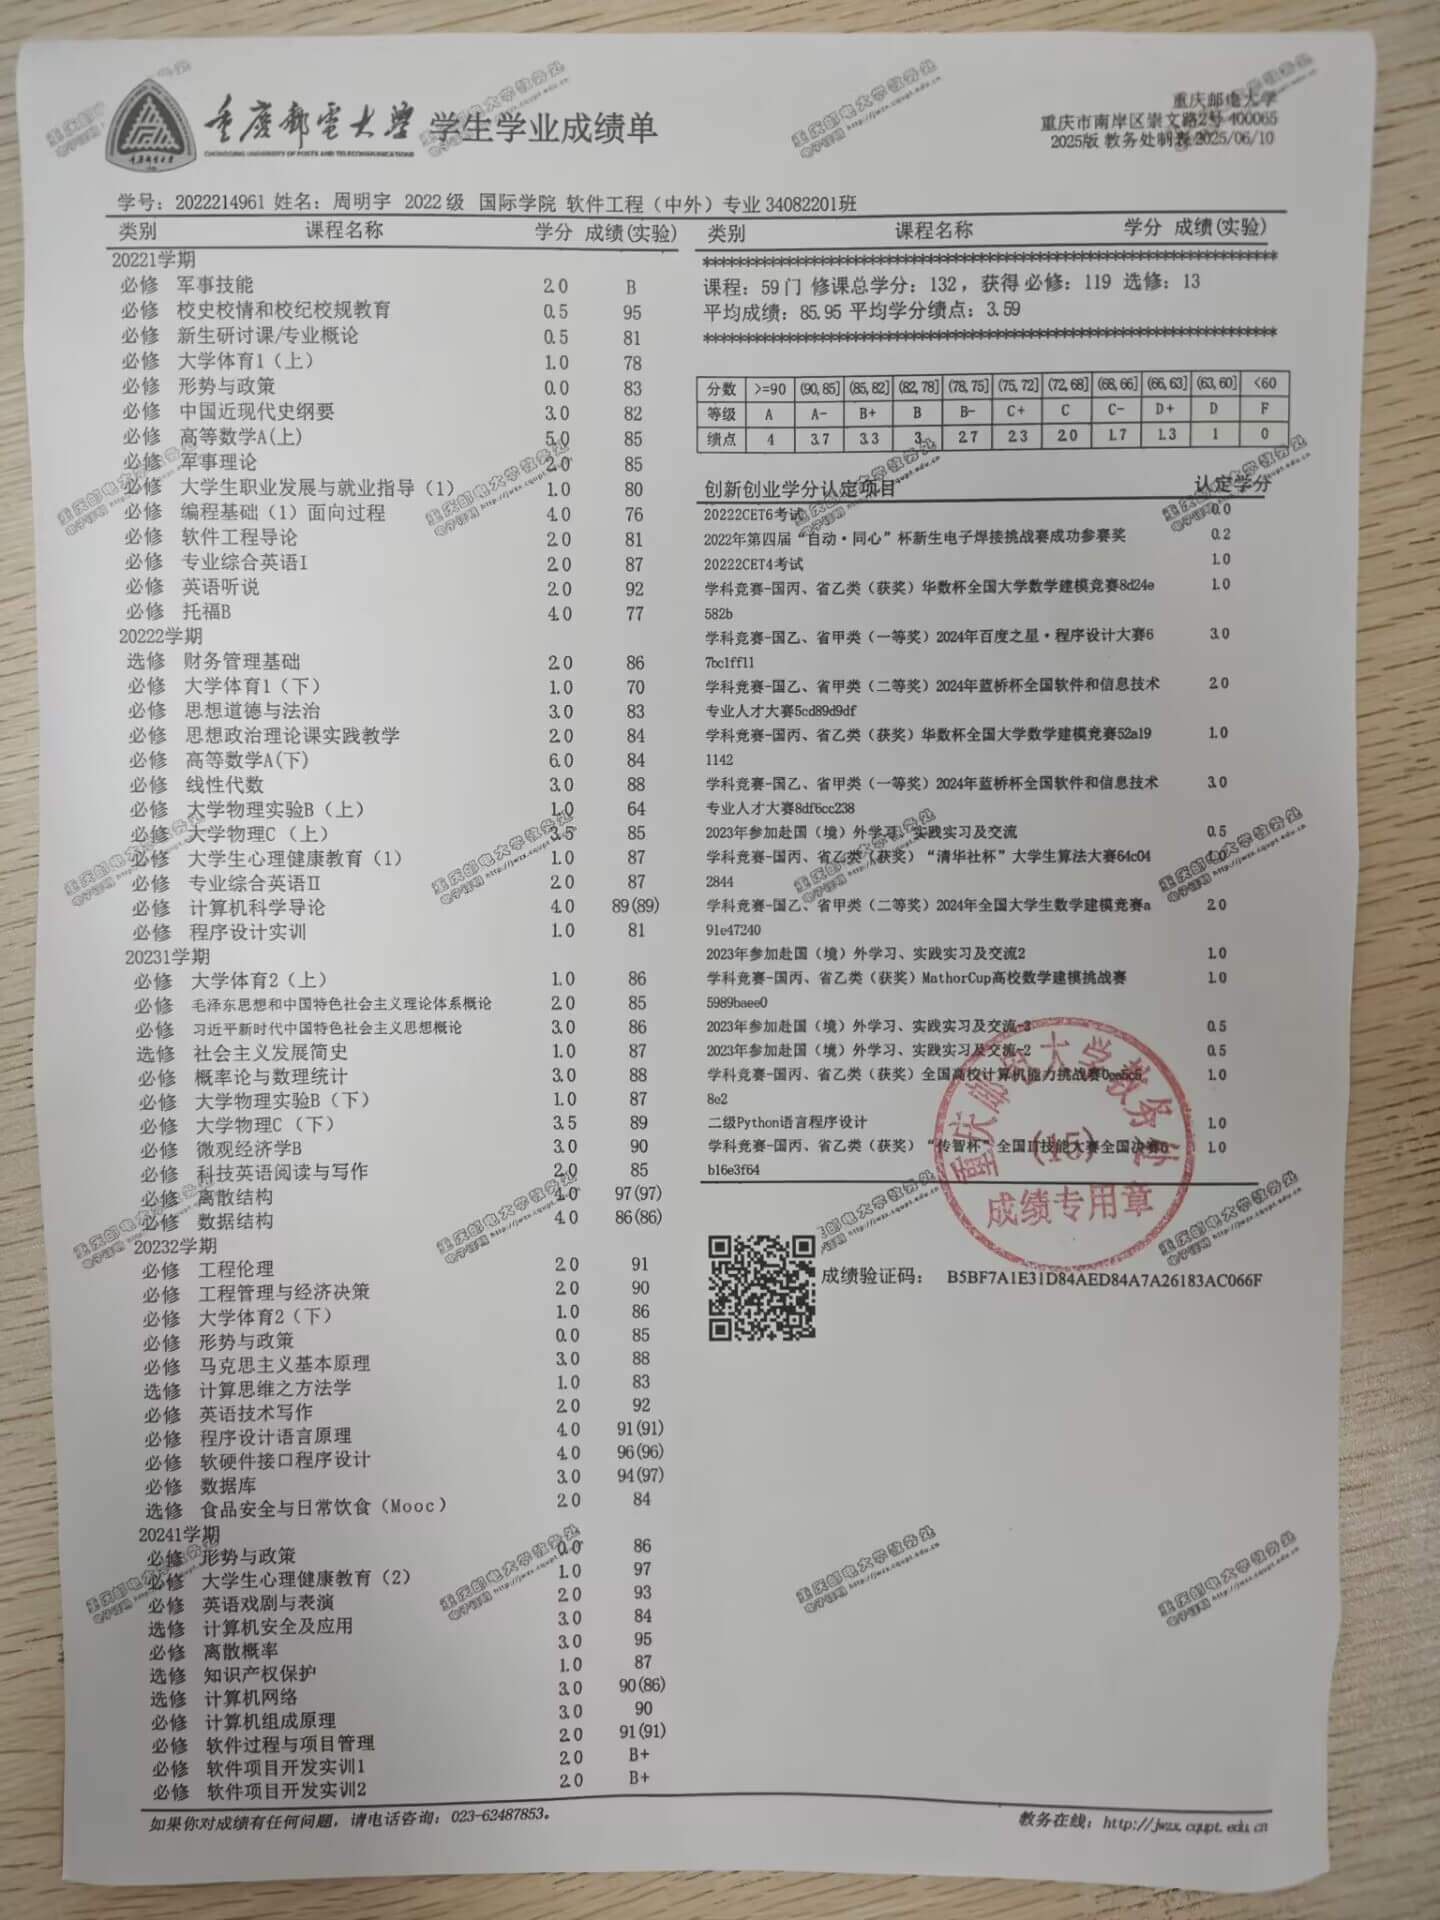 重庆邮电大学 学生学业成绩单
CHONGQING UNIVERSITY OF POSTS AND TELECOMMUNICATIONS
重庆邮电大学
重庆市南岸区崇文路2号 400065
2025版 教务处制表 2025/06/10
学号：2022214961 姓名：周明宇 2022级 国际学院 软件工程（中外）专业 34082201班
类别 课程名称 学分 成绩(实验)
20221学期
必修 军事技能 2.0 B
必修 校史校情和校纪校规教育 0.5 95
必修 新生研讨课/专业概论 0.5 81
必修 大学体育1（上） 1.0 78
必修 形势与政策 0.0 83
必修 中国近现代史纲要 3.0 82
必修 高等数学A(上) 5.0 85
必修 军事理论 2.0 85
必修 大学生职业发展与就业指导（1） 1.0 80
必修 编程基础（1）面向过程 4.0 76
必修 软件工程导论 2.0 81
必修 专业综合英语I 2.0 87
必修 英语听说 2.0 92
必修 托福B 4.0 77
20222学期
选修 财务管理基础 2.0 86
必修 大学体育1（下） 1.0 70
必修 思想道德与法治 3.0 83
必修 思想政治理论课实践教学 2.0 84
必修 高等数学A(下) 6.0 84
必修 线性代数 3.0 88
必修 大学物理实验B（上） 1.0 64
必修 大学物理C（上） 3.5 85
必修 大学生心理健康教育（1） 1.0 87
必修 专业综合英语Ⅱ 2.0 87
必修 计算机科学导论 4.0 89(89)
必修 程序设计实训 1.0 81
20231学期
必修 大学体育2（上） 1.0 86
必修 毛泽东思想和中国特色社会主义理论体系概论 2.0 85
必修 习近平新时代中国特色社会主义思想概论 3.0 86
选修 社会主义发展简史 1.0 87
必修 概率论与数理统计 3.0 88
必修 大学物理实验B（下） 1.0 87
必修 大学物理C（下） 3.5 89
必修 微观经济学B 3.0 90
必修 科技英语阅读与写作 2.0 85
必修 离散结构 4.0 97(97)
必修 数据结构 4.0 86(86)
20232学期
必修 工程伦理 2.0 91
必修 工程管理与经济决策 2.0 90
必修 大学体育2（下） 1.0 86
必修 形势与政策 0.0 85
必修 马克思主义基本原理 3.0 88
选修 计算思维之方法学 1.0 83
必修 英语技术写作 2.0 92
必修 程序设计语言原理 4.0 91(91)
必修 软硬件接口程序设计 4.0 96(96)
必修 数据库 3.0 94(97)
选修 食品安全与日常饮食（Mooc） 2.0 84
20241学期
必修 形势与政策 0.0 86
必修 大学生心理健康教育（2） 1.0 97
必修 英语戏剧与表演 2.0 93
选修 计算机安全及应用 3.0 84
必修 离散概率 3.0 95
选修 知识产权保护 1.0 87
选修 计算机网络 3.0 90(86)
必修 计算机组成原理 3.0 90
必修 软件过程与项目管理 2.0 91(91)
必修 软件项目开发实训1 2.0 B+
必修 软件项目开发实训2 2.0 B+
类别 课程名称 学分 成绩(实验)
课程：59门 修课总学分：132，获得 必修：119 选修：13
平均成绩：85.95 平均学分绩点：3.59
分数 >=90 (90,85] (85,82] (82,78] (78,75] (75,72] (72,68] (68,66] (66,63] (63,60] <60
等级 A A- B+ B B- C+ C C- D+ D F
绩点 4 3.7 3.3 3 2.7 2.3 2.0 1.7 1.3 1 0
创新创业学分认定项目 认定学分
20222CET6考试 0.0
2022年第四届“自动·同心”杯新生电子焊接挑战赛成功参赛奖 0.2
20222CET4考试 1.0
学科竞赛-国丙、省乙类（获奖）华数杯全国大学数学建模竞赛8d24e 1.0
582b
学科竞赛-国乙、省甲类（一等奖）2024年百度之星·程序设计大赛6 3.0
7bc1ff11
学科竞赛-国乙、省甲类（二等奖）2024年蓝桥杯全国软件和信息技术 2.0
专业人才大赛5cd89d9df
学科竞赛-国丙、省乙类（获奖）华数杯全国大学数学建模竞赛52a19 1.0
1142
学科竞赛-国乙、省甲类（一等奖）2024年蓝桥杯全国软件和信息技术 3.0
专业人才大赛8df6cc238
2023年参加赴国（境）外学习、实践实习及交流 0.5
学科竞赛-国丙、省乙类（获奖）“清华社杯”大学生算法大赛64c04 1.0
2844
学科竞赛-国乙、省甲类（二等奖）2024年全国大学生数学建模竞赛a 2.0
91e47240
2023年参加赴国（境）外学习、实践实习及交流2 1.0
学科竞赛-国丙、省乙类（获奖）MathorCup高校数学建模挑战赛 1.0
5989baee0
2023年参加赴国（境）外学习、实践实习及交流-3 0.5
2023年参加赴国（境）外学习、实践实习及交流-2 0.5
学科竞赛-国丙、省乙类（获奖）全国高校计算机能力挑战赛0ea5c5 1.0
8e2
二级Python语言程序设计 1.0
学科竞赛-国丙、省乙类（获奖）“传智杯”全国IT技能大赛全国决赛6 1.0
b16e3f64
重庆邮电大学教务处
(15)
成绩专用章
成绩验证码： B5BF7A1E31D84AED84A7A26183AC066F
如果你对成绩有任何问题，请电话咨询：023-62487853。
教务在线：http://jwzx.cqupt.edu.cn